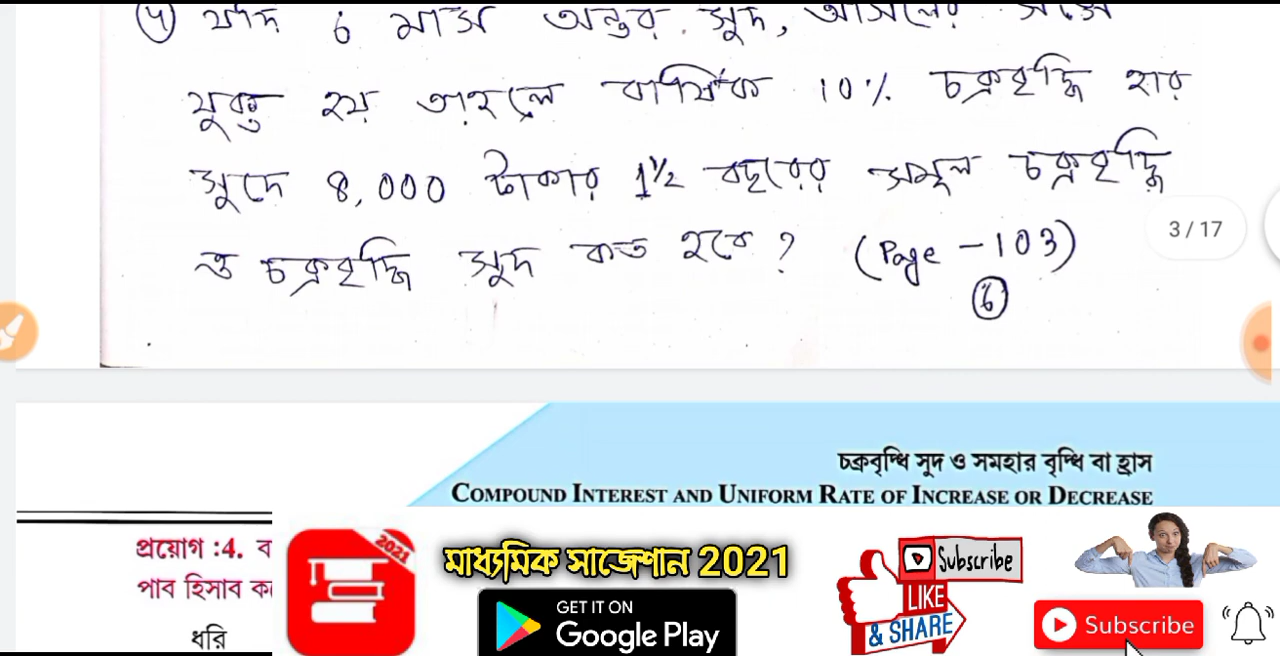 যদি 6 মাস অন্তর সুদ, আসলের সঙ্গে
যুক্ত হয় তাহলে বার্ষিক 10% চক্রবৃদ্ধি হার
সুদে 8,000 টাকার 1½ বছরের সমূল চক্রবৃদ্ধি
ও চক্রবৃদ্ধি সুদ কত হবে? (Page - 103)
6
3 / 17
চক্রবৃদ্ধি সুদ ও সমহার বৃদ্ধি বা হ্রাস
COMPOUND INTEREST AND UNIFORM RATE OF INCREASE OR DECREASE
প্রয়োগ :4. ব
পাব হিসাব
ধরি
2021
মাধ্যমিক সাজেশান 2021
GET IT ON
Google Play
Subscribe
LIKE
& SHARE
Subscribe